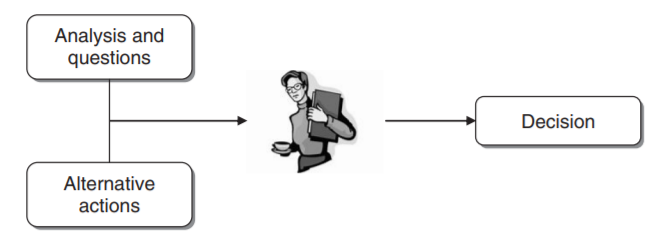 Analysis and
questions
Decision
Alternative
actions